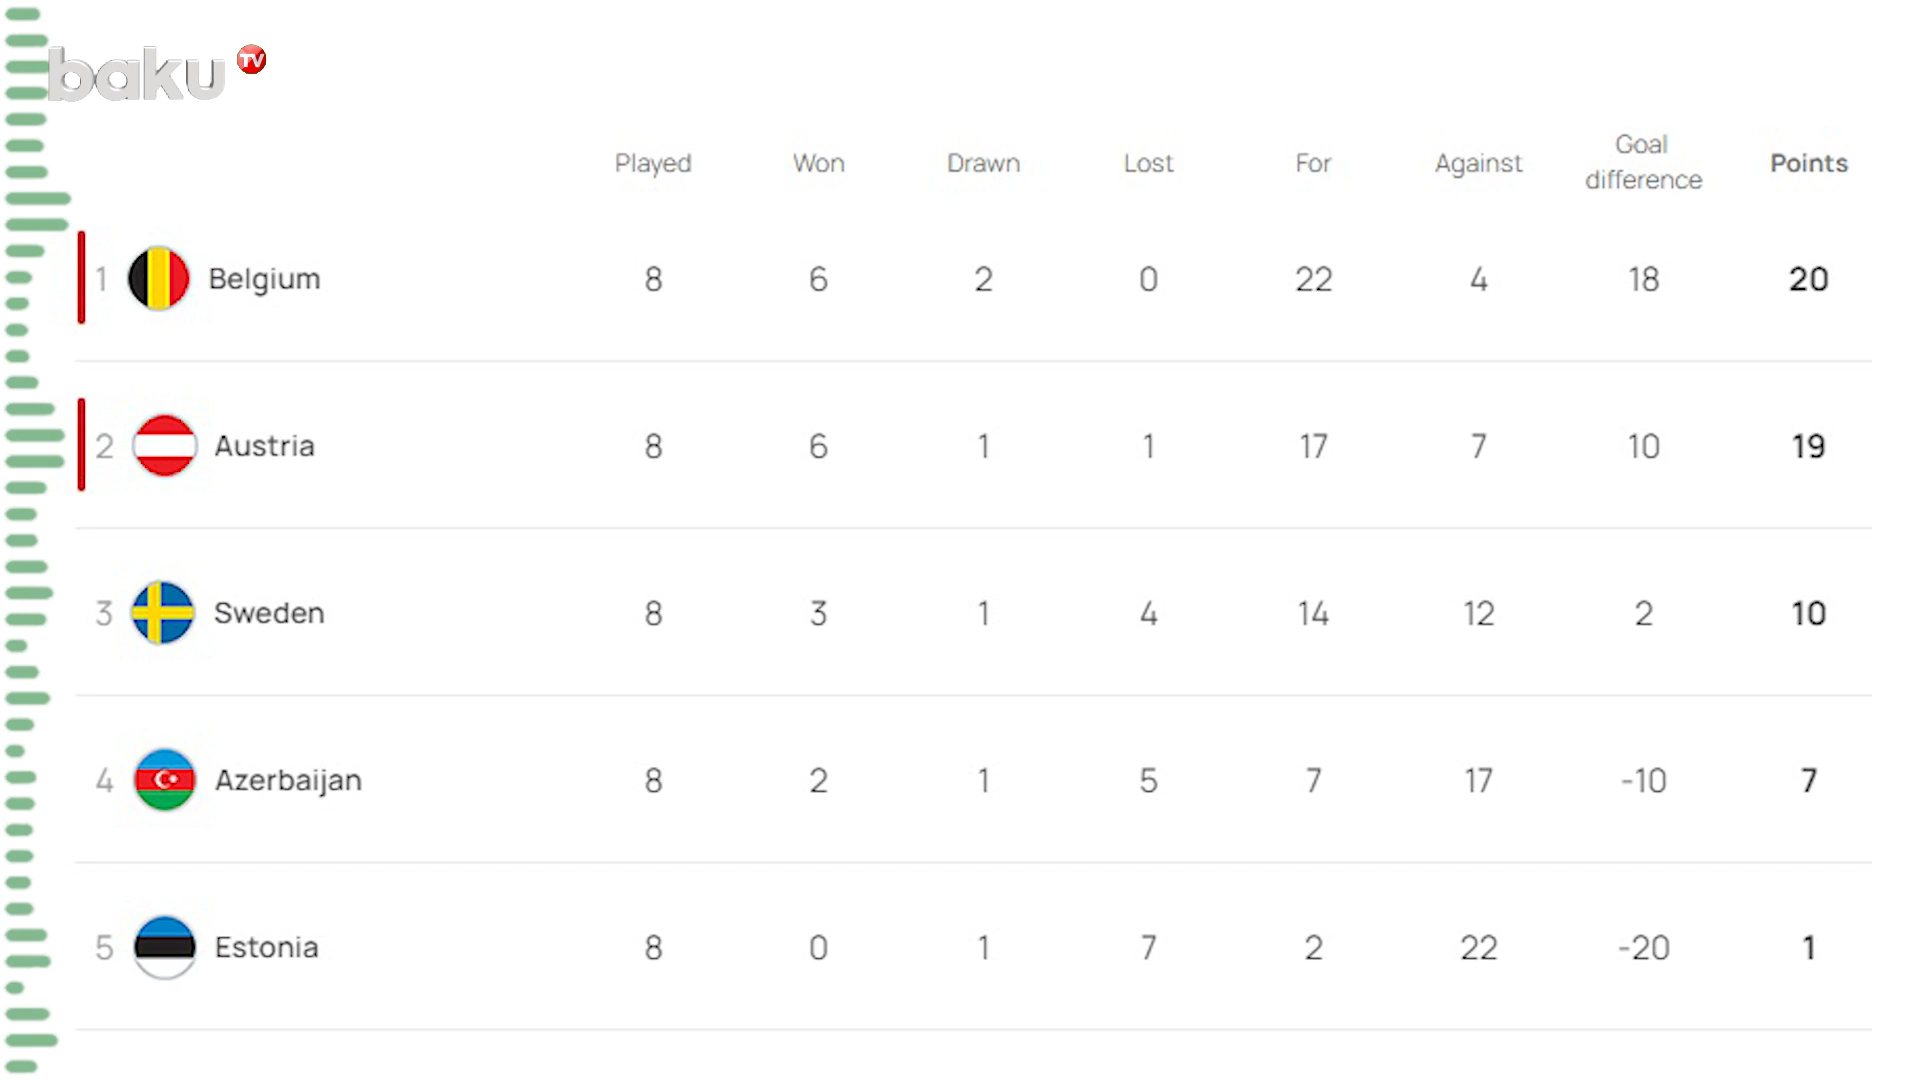 baku TV
Played Won Drawn Lost For Against Goal difference Points
1 Belgium 8 6 2 0 22 4 18 20
2 Austria 8 6 1 1 17 7 10 19
3 Sweden 8 3 1 4 14 12 2 10
4 Azerbaijan 8 2 1 5 7 17 -10 7
5 Estonia 8 0 1 7 2 22 -20 1